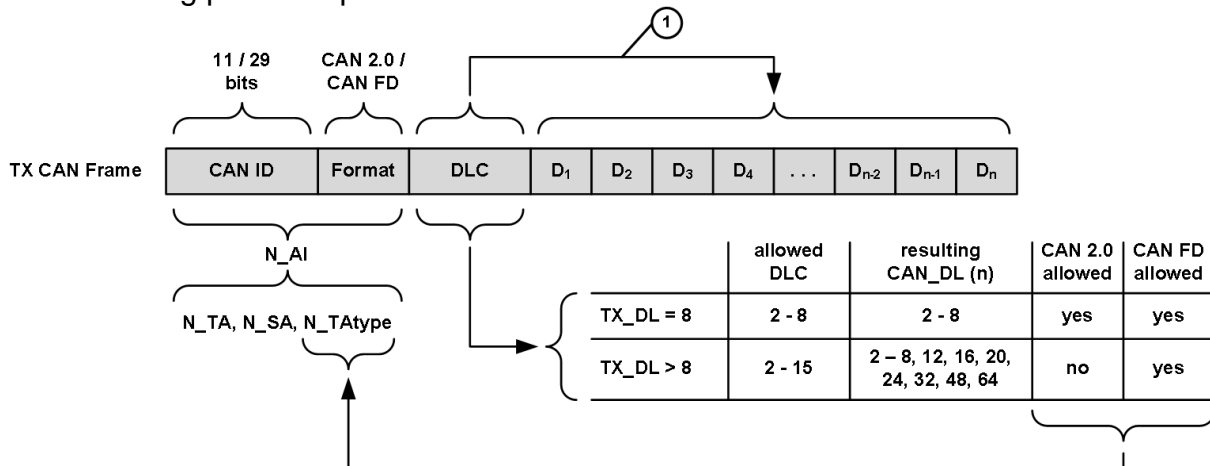 1
11 / 29
bits
CAN 2.0 /
CAN FD
TX CAN Frame
CAN ID
Format
DLC
D1
D2
D3
D4
. . .
Dn-2
Dn-1
Dn
N_AI
N_TA, N_SA, N_TAtype
allowed
DLC
resulting
CAN_DL (n)
CAN 2.0
allowed
CAN FD
allowed
TX_DL = 8
2 - 8
2 - 8
yes
yes
TX_DL > 8
2 - 15
2 – 8, 12, 16, 20,
24, 32, 48, 64
no
yes